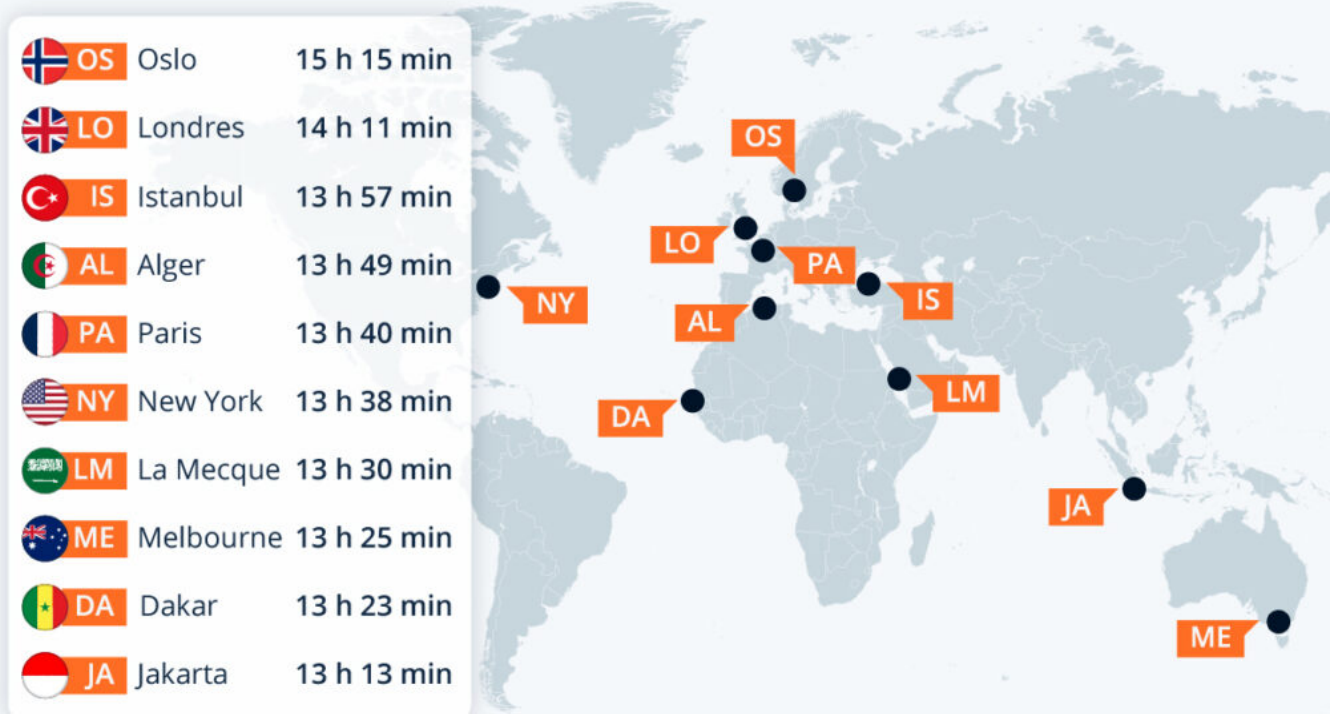 OS Oslo 15 h 15 min
LO Londres 14 h 11 min
IS Istanbul 13 h 57 min
AL Alger 13 h 49 min
PA Paris 13 h 40 min
NY New York 13 h 38 min
LM La Mecque 13 h 30 min
ME Melbourne 13 h 25 min
DA Dakar 13 h 23 min
JA Jakarta 13 h 13 min
OS
LO
PA
IS
NY
AL
LM
DA
JA
ME